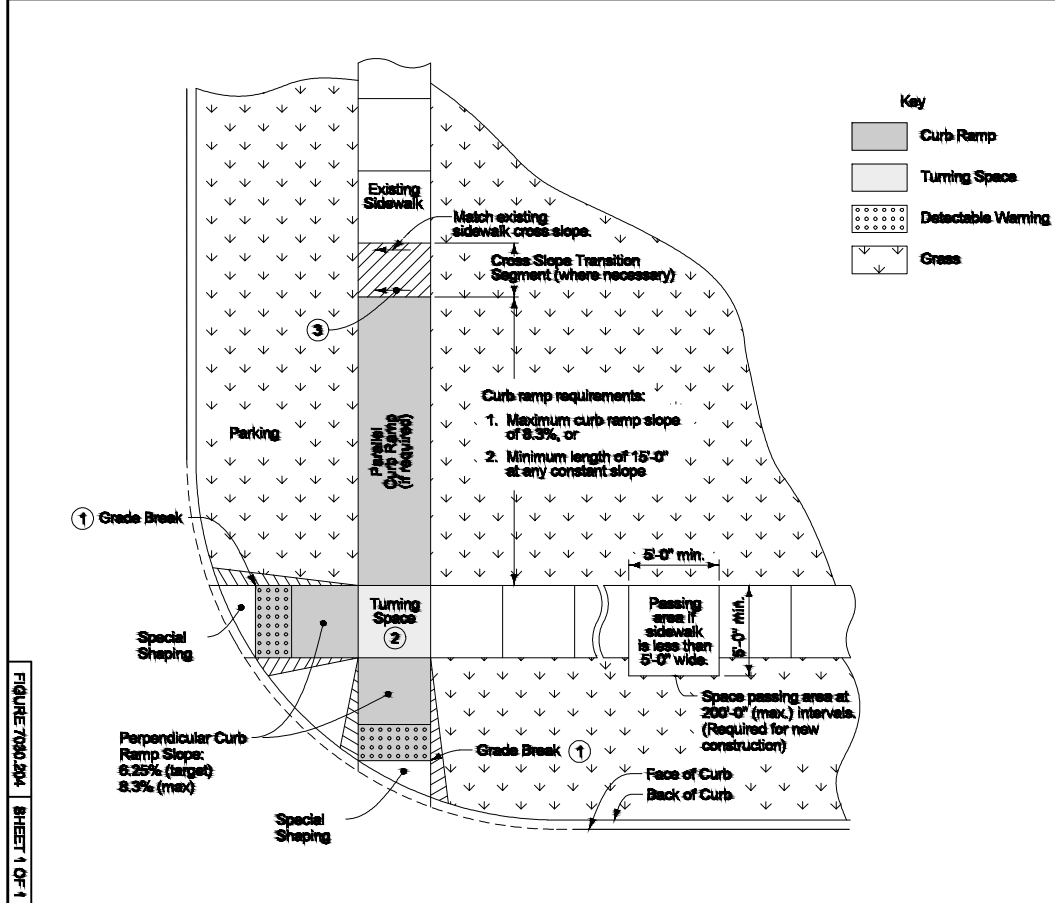 Key
Curb Ramp
Turning Space
Detectable Warning
Grass
Existing
Sidewalk
Match existing
sidewalk cross slope.
Cross Slope Transition
Segment (where necessary)
3
Curb ramp requirements:
1. Maximum curb ramp slope
of 8.3%, or
2. Minimum length of 15'-0"
at any constant slope
Parking
Parallel
Curb Ramp
(if required)
1 Grade Break
5'-0" min.
Turning
Space
2
Passing
area if
sidewalk
is less than
5'-0" wide.
5'-0" min.
Special
Shaping
Space passing area at
200'-0" (max.) intervals.
(Required for new
construction)
Perpendicular Curb
Ramp Slope:
6.25% (target)
8.3% (max)
Grade Break 1
Face of Curb
Back of Curb
Special
Shaping
FIGURE 7030.204 SHEET 1 OF 1